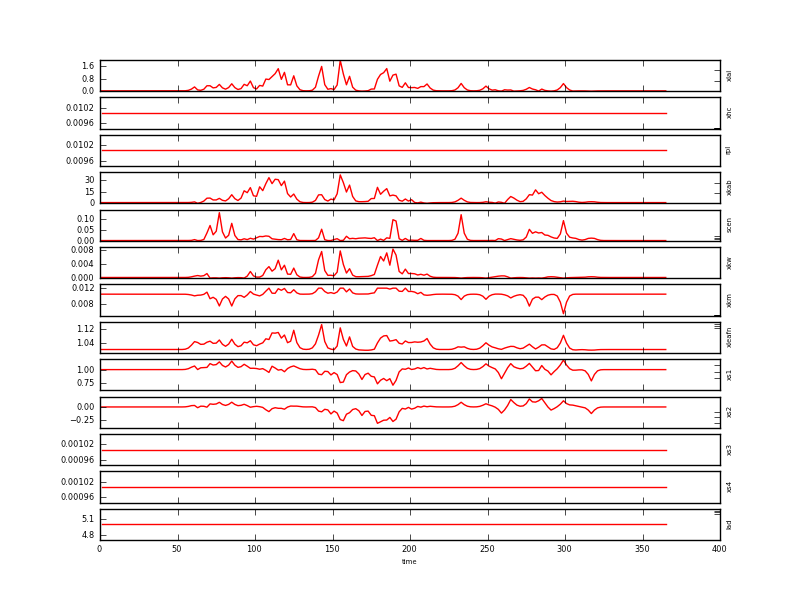 1.6
0.8
0.0
xlai
0.0102
0.0096
xhc
0.0102
0.0096
rpl
30
15
0
xkab
0.10
0.05
0.00
scen
0.008
0.004
0.000
xkw
0.012
0.008
xkm
1.12
1.04
xleafn
1.00
0.75
xs1
0.00
−0.25
xs2
0.00102
0.00096
xs3
0.00102
0.00096
xs4
5.1
4.8
lad
0 50 100 150 200 250 300 350 400
time